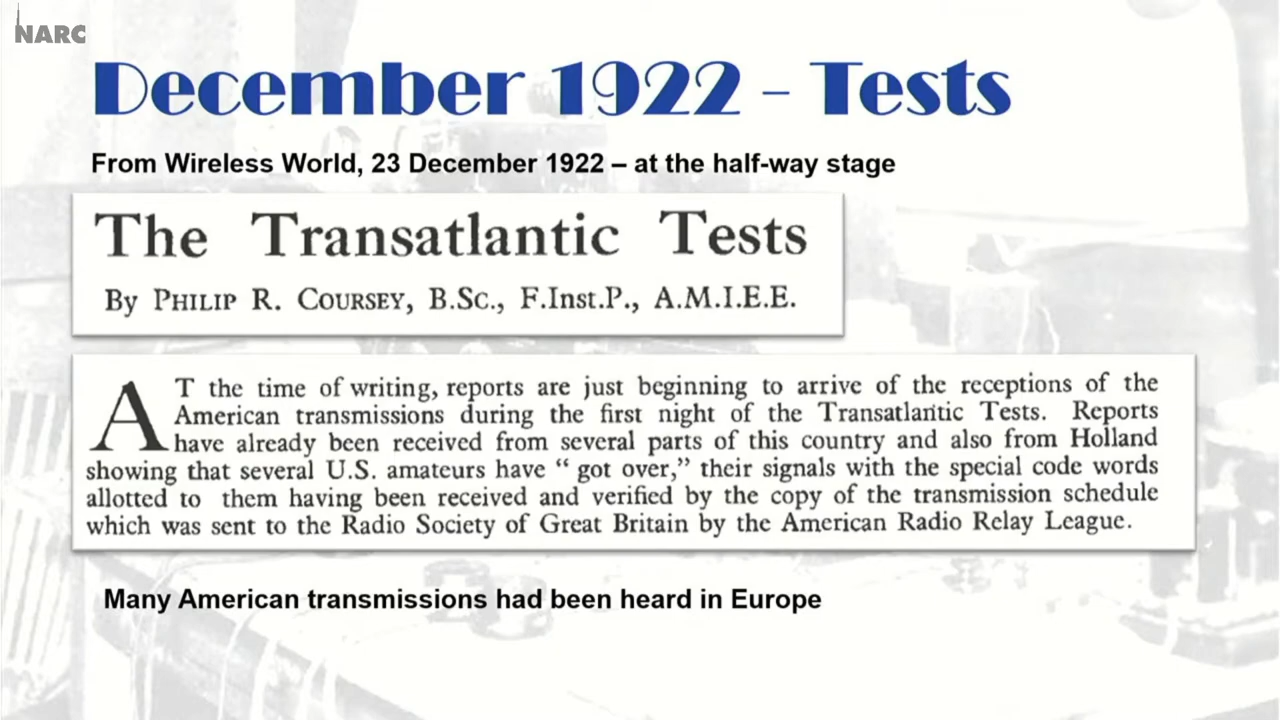 NARC
December 1922 – Tests
From Wireless World, 23 December 1922 – at the half-way stage
The Transatlantic Tests
By PHILIP R. COURSEY, B.SC., F.Inst.P., A.M.I.E.E.
AT the time of writing, reports are just beginning to arrive of the receptions of the
American transmissions during the first night of the Transatlantic Tests. Reports
have already been received from several parts of this country and also from Holland
showing that several U.S. amateurs have “ got over,” their signals with the special code words
allotted to them having been received and verified by the copy of the transmission schedule
which was sent to the Radio Society of Great Britain by the American Radio Relay League.
Many American transmissions had been heard in Europe